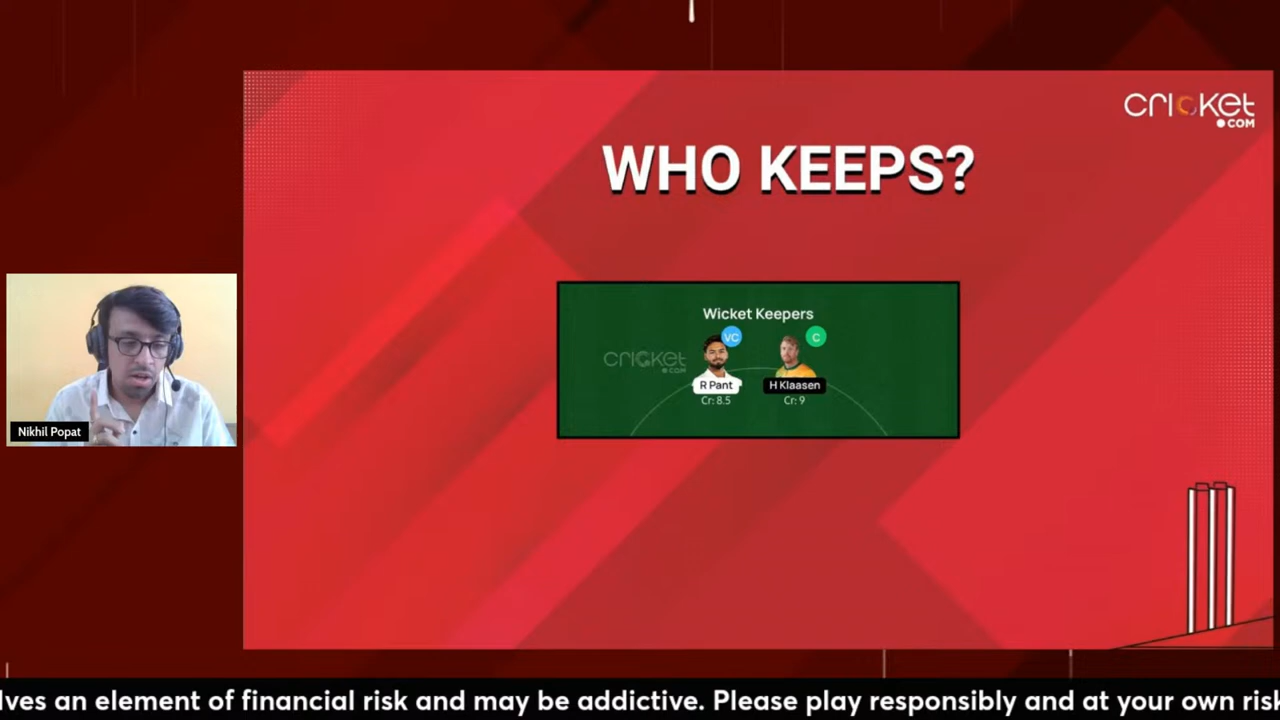 cricket
.COM
WHO KEEPS?
Wicket Keepers
VC
C
cricket
.COM
R Pant
H Klaasen
Cr: 8.5
Cr: 9
Nikhil Popat
lves an element of financial risk and may be addictive. Please play responsibly and at your own risk